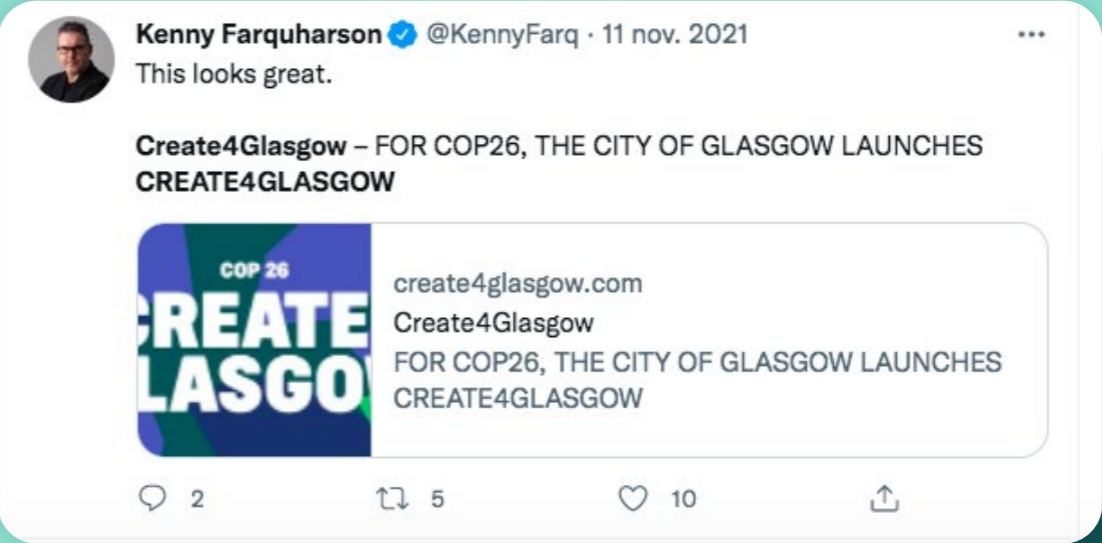 Kenny Farquharson @KennyFarq · 11 nov. 2021
This looks great.
Create4Glasgow – FOR COP26, THE CITY OF GLASGOW LAUNCHES
CREATE4GLASGOW
COP 26
CREATE
LASGO
create4glasgow.com
Create4Glasgow
FOR COP26, THE CITY OF GLASGOW LAUNCHES
CREATE4GLASGOW
2
5
10